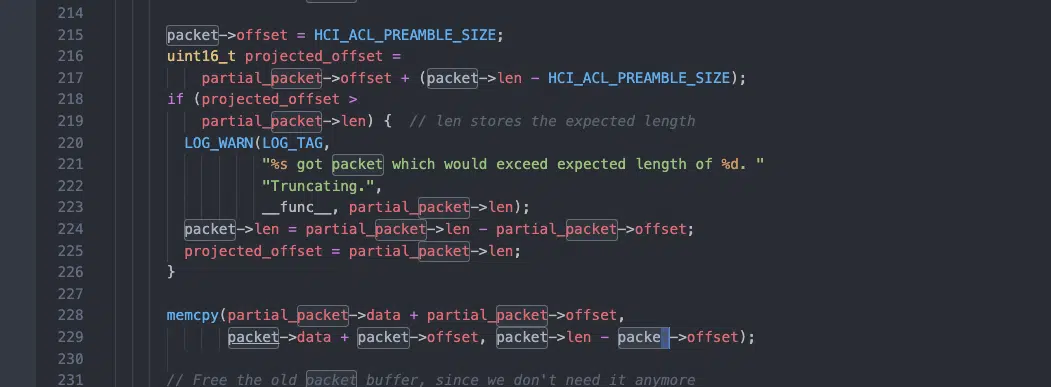 214
215 packet->offset = HCI_ACL_PREAMBLE_SIZE;
216 uint16_t projected_offset =
217 partial_packet->offset + (packet->len - HCI_ACL_PREAMBLE_SIZE);
218 if (projected_offset >
219 partial_packet->len) { // len stores the expected length
220 LOG_WARN(LOG_TAG,
221 "%s got packet which would exceed expected length of %d. "
222 "Truncating.",
223 __func__, partial_packet->len);
224 packet->len = partial_packet->len - partial_packet->offset;
225 projected_offset = partial_packet->len;
226 }
227
228 memcpy(partial_packet->data + partial_packet->offset,
229 packet->data + packet->offset, packet->len - packet->offset);
230
231 // Free the old packet buffer, since we don't need it anymore